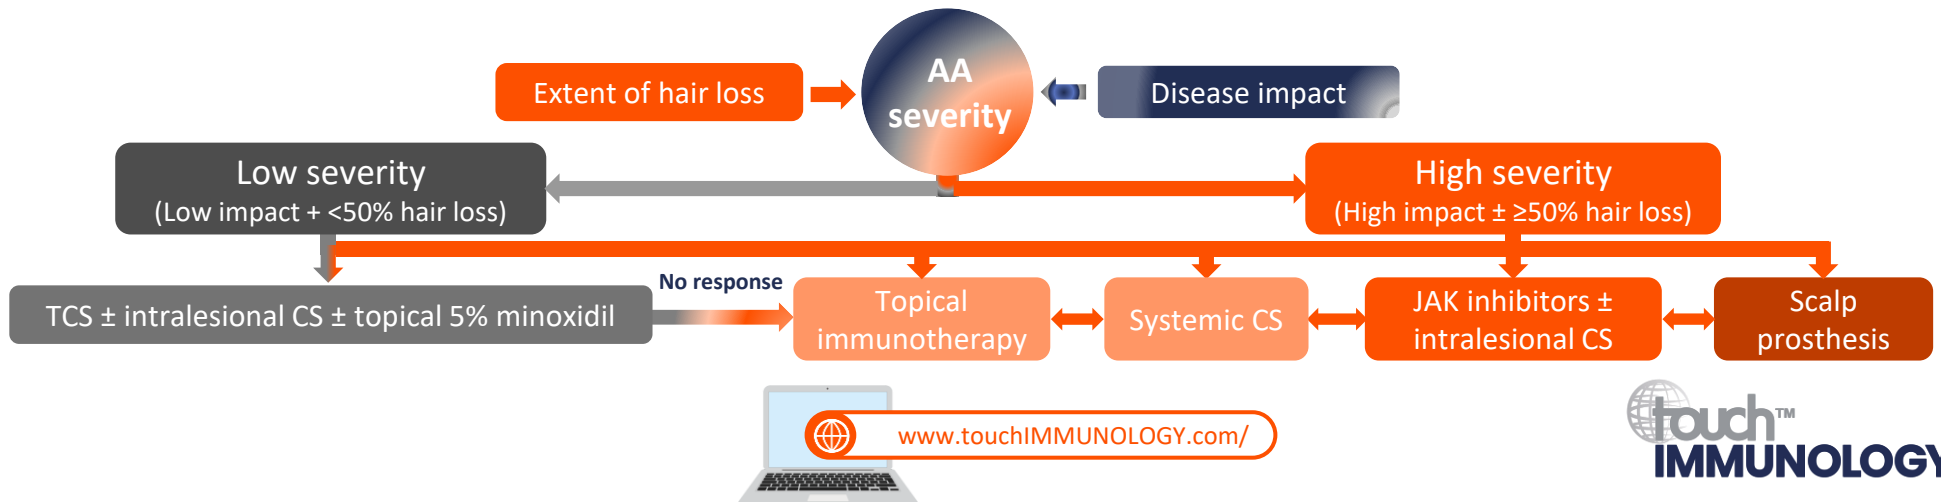 AA
severity
Extent of hair loss
Disease impact
Low severity
(Low impact + <50% hair loss)
High severity
(High impact ± ≥50% hair loss)
No response
TCS ± intralesional CS ± topical 5% minoxidil
Topical
immunotherapy
Systemic CS
JAK inhibitors ±
intralesional CS
Scalp
prosthesis
www.touchIMMUNOLOGY.com/
touch™
IMMUNOLOGY